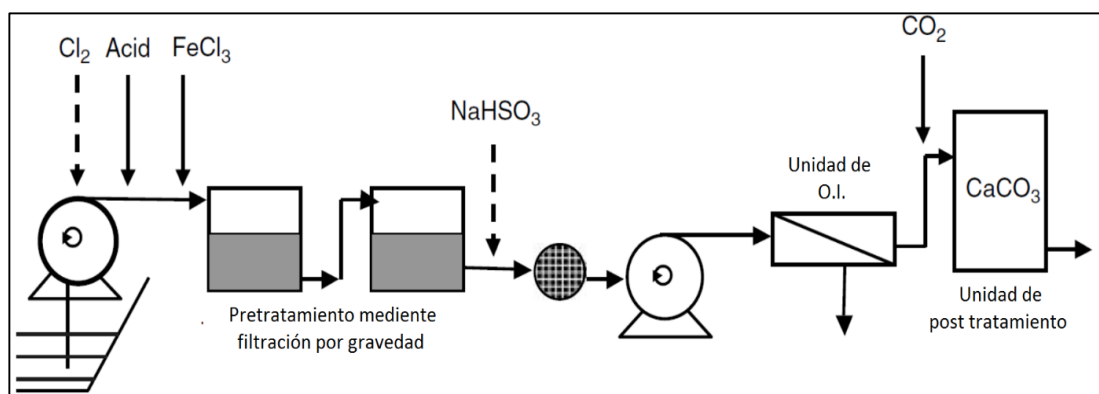 Cl₂ Acid FeCl₃
NaHSO₃
CO₂
Unidad de
O.I.
CaCO₃
Pretratamiento mediente
filtración por gravedad
Unidad de
post tratamiento